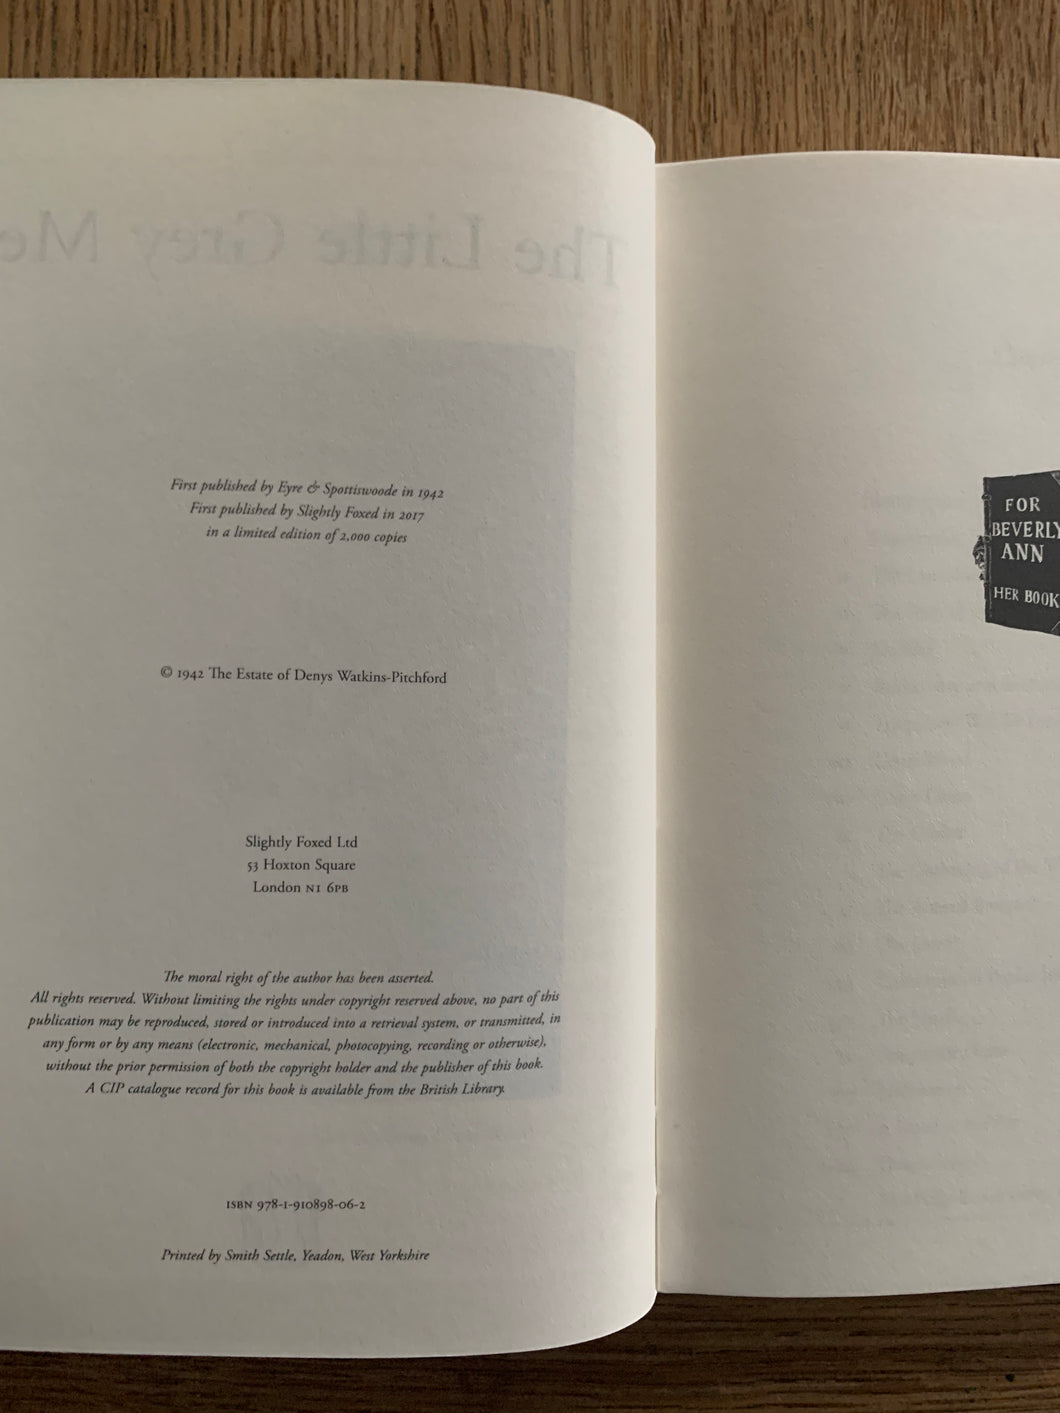 First published by Eyre & Spottiswoode in 1942
First published by Slightly Foxed in 2017
in a limited edition of 2,000 copies
© 1942 The Estate of Denys Watkins-Pitchford
Slightly Foxed Ltd
53 Hoxton Square
London N1 6PB
The moral right of the author has been asserted.
All rights reserved. Without limiting the rights under copyright reserved above, no part of this
publication may be reproduced, stored or introduced into a retrieval system, or transmitted, in
any form or by any means (electronic, mechanical, photocopying, recording or otherwise),
without the prior permission of both the copyright holder and the publisher of this book.
A CIP catalogue record for this book is available from the British Library.
ISBN 978-1-910898-06-2
Printed by Smith Settle, Yeadon, West Yorkshire
The Little Grey Me
FOR
BEVERLY
ANN
HER BOOK